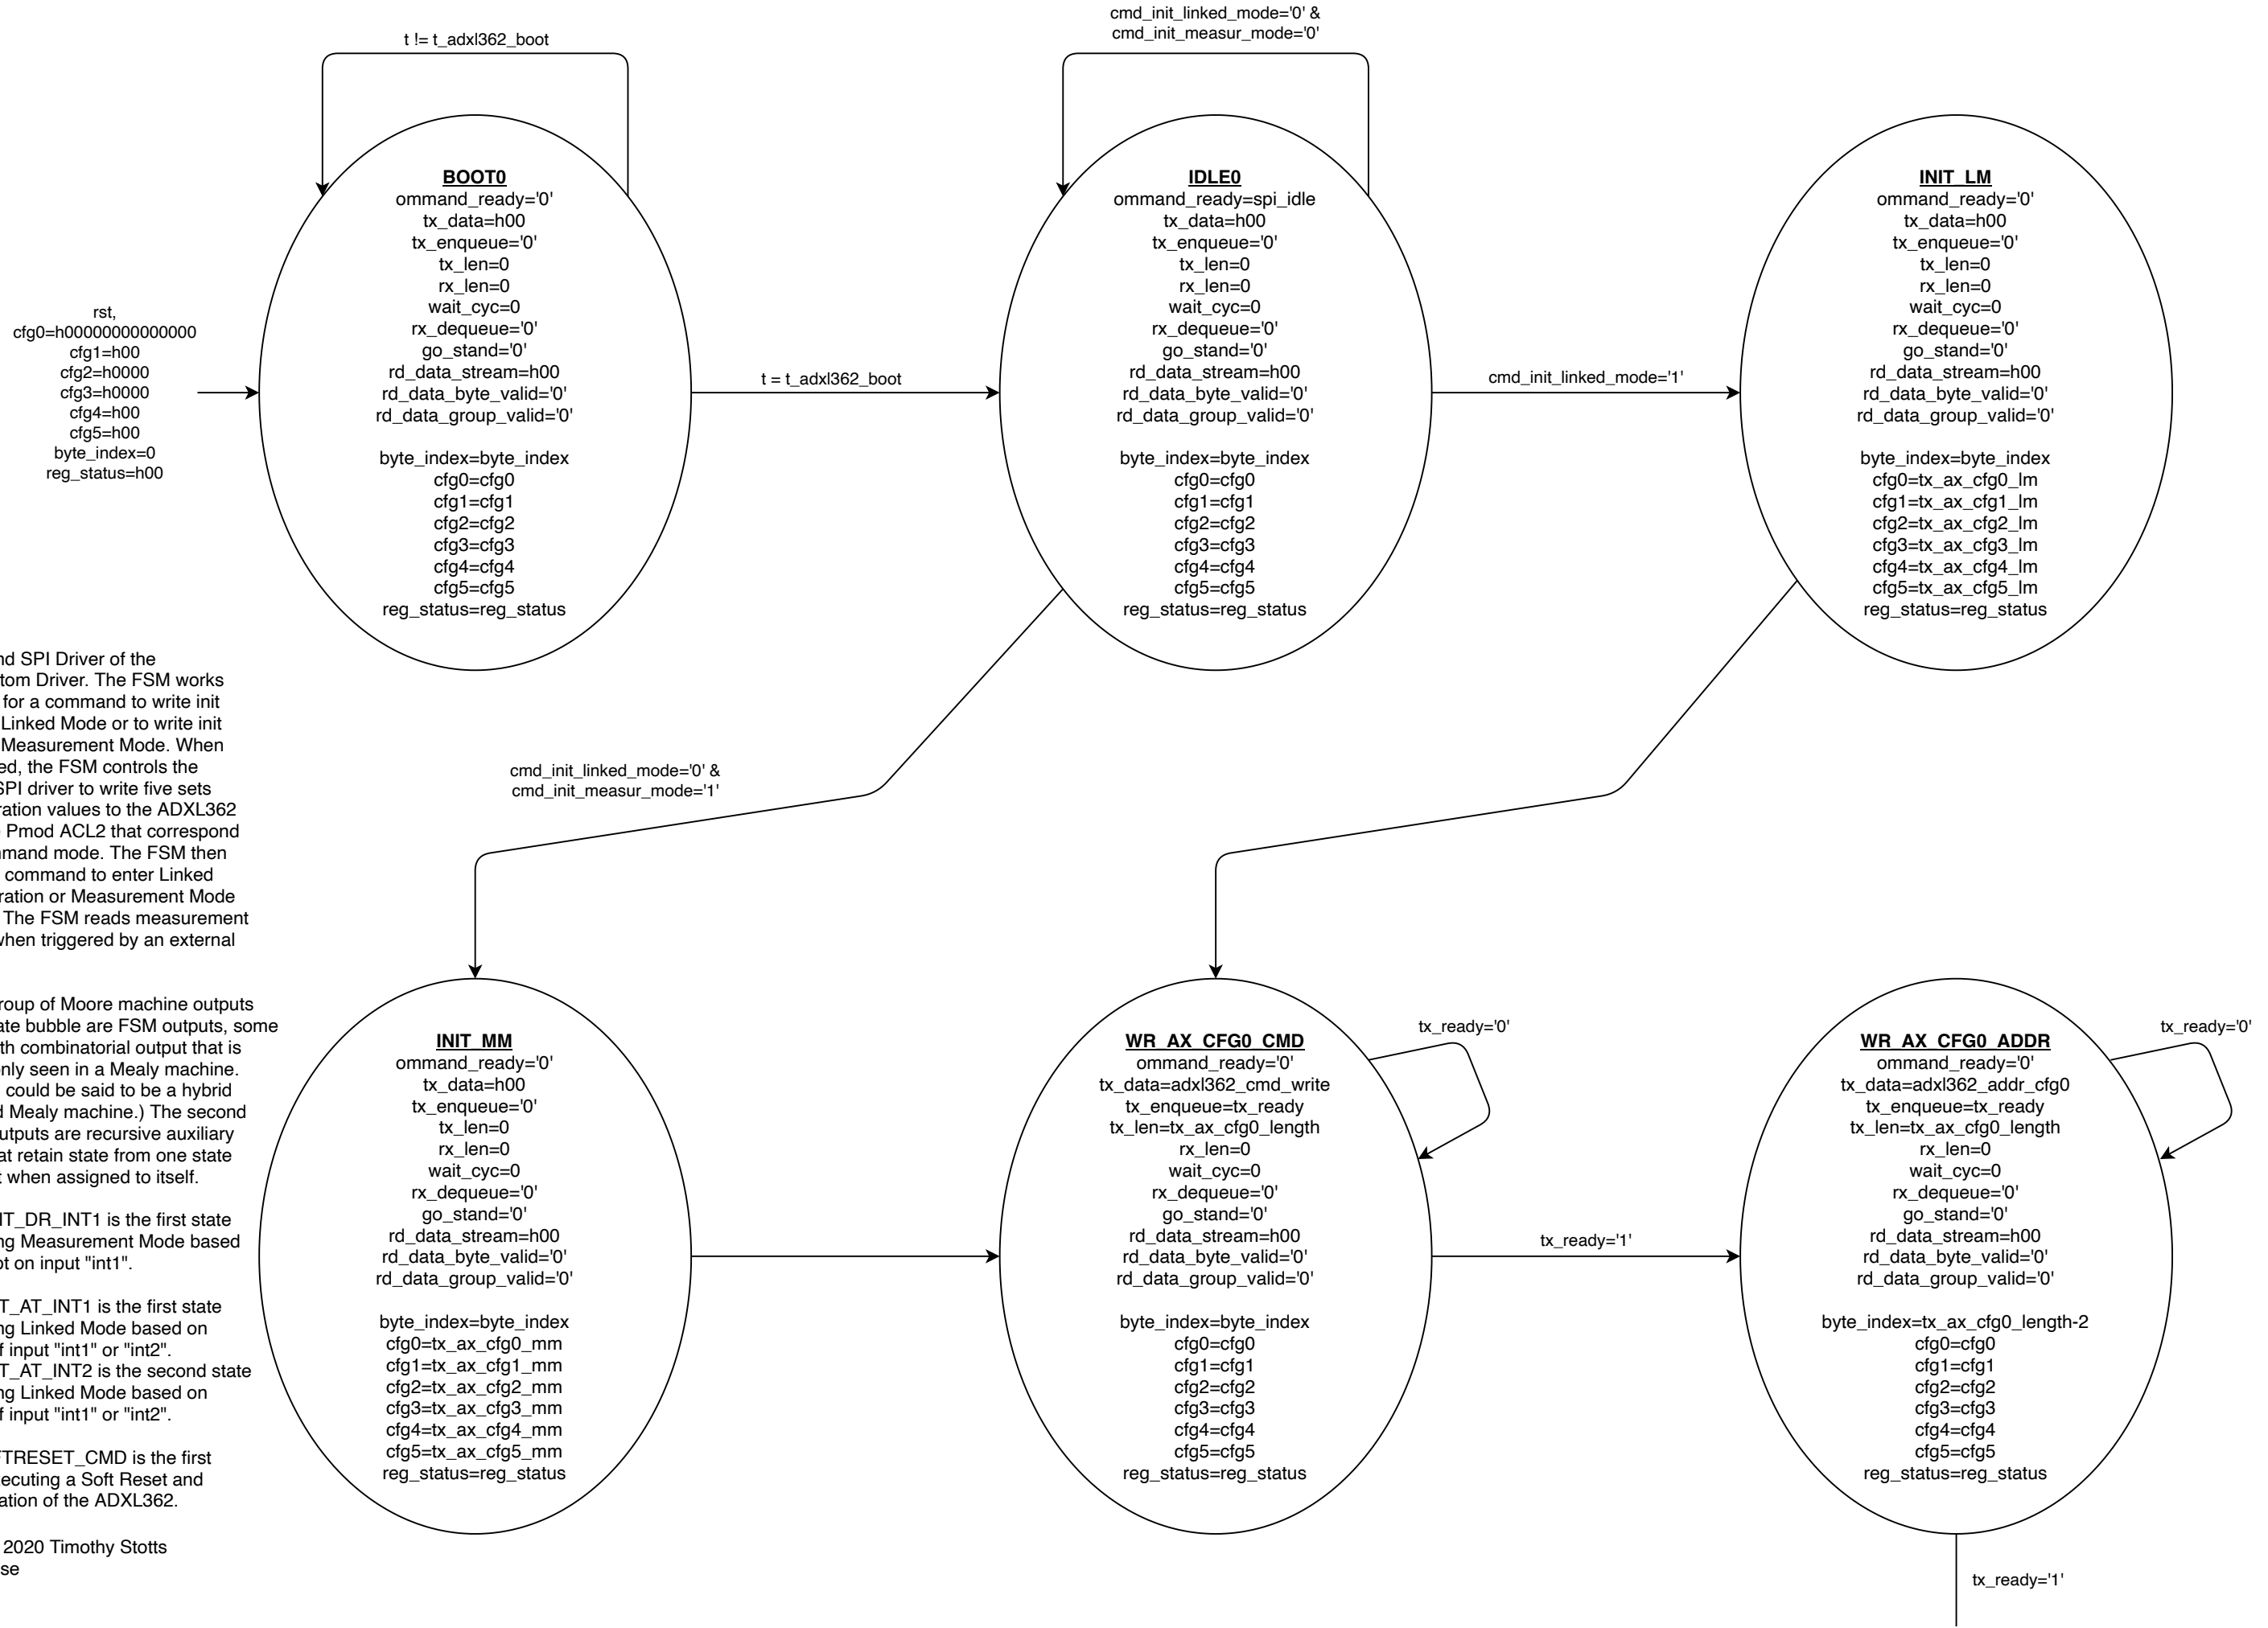 t != t_adxl362_boot
cmd_init_linked_mode='0' &
cmd_init_measur_mode='0'
rst,
cfg0=h00000000000000
cfg1=h00
cfg2=h0000
cfg3=h0000
cfg4=h00
cfg5=h00
byte_index=0
reg_status=h00
BOOT0
ommand_ready='0'
tx_data=h00
tx_enqueue='0'
tx_len=0
rx_len=0
wait_cyc=0
rx_dequeue='0'
go_stand='0'
rd_data_stream=h00
rd_data_byte_valid='0'
rd_data_group_valid='0'
byte_index=byte_index
cfg0=cfg0
cfg1=cfg1
cfg2=cfg2
cfg3=cfg3
cfg4=cfg4
cfg5=cfg5
reg_status=reg_status
t = t_adxl362_boot
IDLE0
ommand_ready=spi_idle
tx_data=h00
tx_enqueue='0'
tx_len=0
rx_len=0
wait_cyc=0
rx_dequeue='0'
go_stand='0'
rd_data_stream=h00
rd_data_byte_valid='0'
rd_data_group_valid='0'
byte_index=byte_index
cfg0=cfg0
cfg1=cfg1
cfg2=cfg2
cfg3=cfg3
cfg4=cfg4
cfg5=cfg5
reg_status=reg_status
cmd_init_linked_mode='1'
INIT_LM
ommand_ready='0'
tx_data=h00
tx_enqueue='0'
tx_len=0
rx_len=0
wait_cyc=0
rx_dequeue='0'
go_stand='0'
rd_data_stream=h00
rd_data_byte_valid='0'
rd_data_group_valid='0'
byte_index=byte_index
cfg0=tx_ax_cfg0_lm
cfg1=tx_ax_cfg1_lm
cfg2=tx_ax_cfg2_lm
cfg3=tx_ax_cfg3_lm
cfg4=tx_ax_cfg4_lm
cfg5=tx_ax_cfg5_lm
reg_status=reg_status
nd SPI Driver of the
tom Driver. The FSM works
for a command to write init
Linked Mode or to write init
Measurement Mode. When
ed, the FSM controls the
SPI driver to write five sets
ration values to the ADXL362
Pmod ACL2 that correspond
mand mode. The FSM then
command to enter Linked
ration or Measurement Mode
The FSM reads measurement
when triggered by an external
roup of Moore machine outputs
ate bubble are FSM outputs, some
th combinatorial output that is
only seen in a Mealy machine.
could be said to be a hybrid
d Mealy machine.) The second
utputs are recursive auxiliary
at retain state from one state
t when assigned to itself.
IT_DR_INT1 is the first state
ng Measurement Mode based
pt on input "int1".
T_AT_INT1 is the first state
ng Linked Mode based on
f input "int1" or "int2".
T_AT_INT2 is the second state
ng Linked Mode based on
f input "int1" or "int2".
TRESET_CMD is the first
ecuting a Soft Reset and
ation of the ADXL362.
2020 Timothy Stotts
se
cmd_init_linked_mode='0' &
cmd_init_measur_mode='1'
INIT_MM
ommand_ready='0'
tx_data=h00
tx_enqueue='0'
tx_len=0
rx_len=0
wait_cyc=0
rx_dequeue='0'
go_stand='0'
rd_data_stream=h00
rd_data_byte_valid='0'
rd_data_group_valid='0'
byte_index=byte_index
cfg0=tx_ax_cfg0_mm
cfg1=tx_ax_cfg1_mm
cfg2=tx_ax_cfg2_mm
cfg3=tx_ax_cfg3_mm
cfg4=tx_ax_cfg4_mm
cfg5=tx_ax_cfg5_mm
reg_status=reg_status
WR_AX_CFG0_CMD
ommand_ready='0'
tx_data=adxl362_cmd_write
tx_enqueue=tx_ready
tx_len=tx_ax_cfg0_length
rx_len=0
wait_cyc=0
rx_dequeue='0'
go_stand='0'
rd_data_stream=h00
rd_data_byte_valid='0'
rd_data_group_valid='0'
byte_index=byte_index
cfg0=cfg0
cfg1=cfg1
cfg2=cfg2
cfg3=cfg3
cfg4=cfg4
cfg5=cfg5
reg_status=reg_status
tx_ready='0'
tx_ready='1'
WR_AX_CFG0_ADDR
ommand_ready='0'
tx_data=adxl362_addr_cfg0
tx_enqueue=tx_ready
tx_len=tx_ax_cfg0_length
rx_len=0
wait_cyc=0
rx_dequeue='0'
go_stand='0'
rd_data_stream=h00
rd_data_byte_valid='0'
rd_data_group_valid='0'
byte_index=tx_ax_cfg0_length-2
cfg0=cfg0
cfg1=cfg1
cfg2=cfg2
cfg3=cfg3
cfg4=cfg4
cfg5=cfg5
reg_status=reg_status
tx_ready='0'
tx_ready='1'